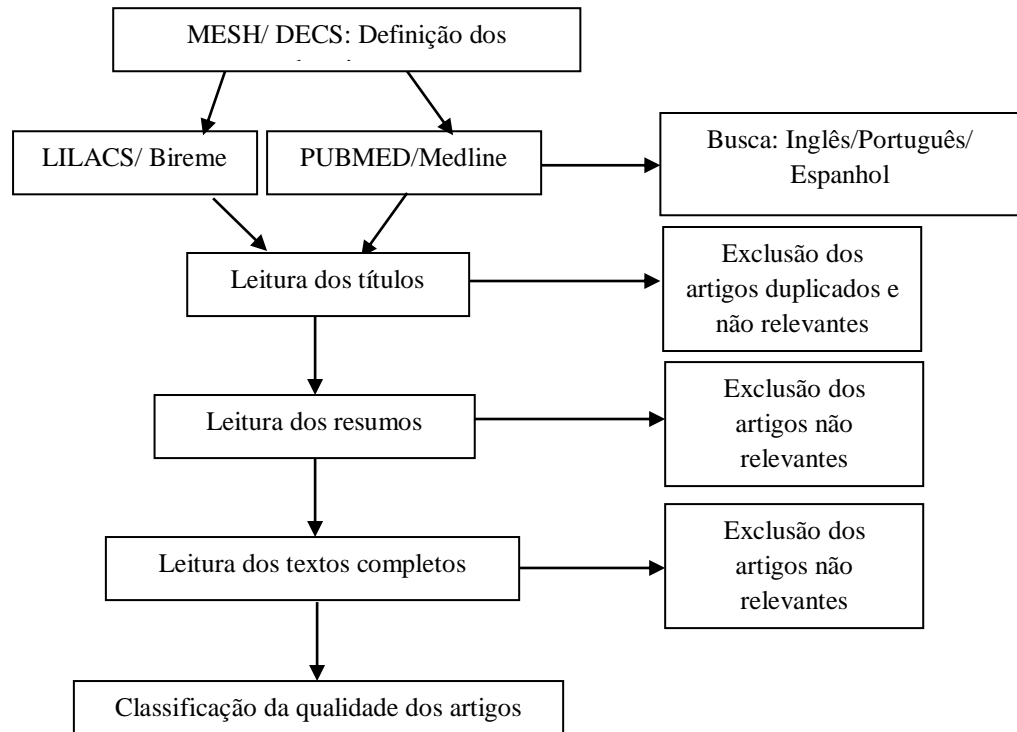 MESH/ DECS: Definição dos
LILACS/ Bireme
PUBMED/Medline
Busca: Inglês/Português/
Espanhol
Leitura dos títulos
Exclusão dos
artigos duplicados e
não relevantes
Leitura dos resumos
Exclusão dos
artigos não
relevantes
Leitura dos textos completos
Exclusão dos
artigos não
relevantes
Classificação da qualidade dos artigos